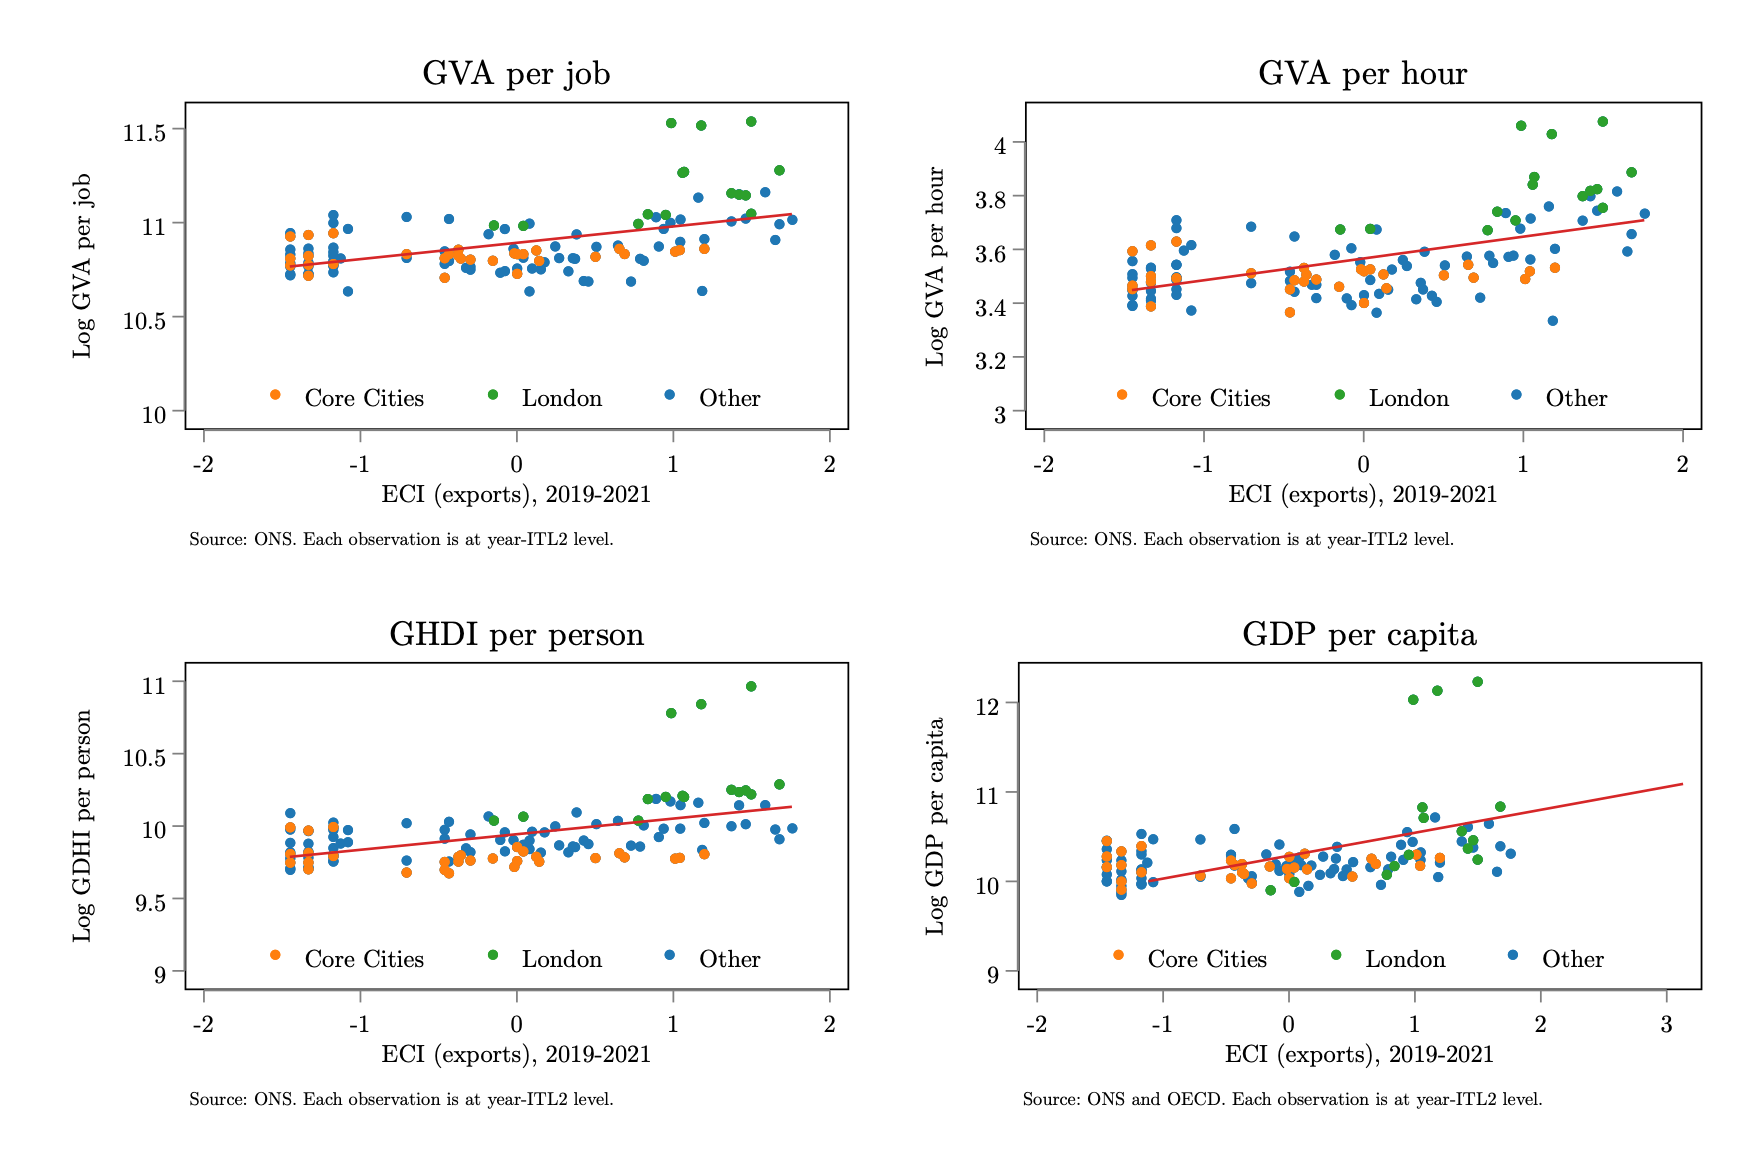 GVA per job
Log GVA per job
11.5
11
10.5
10
Core Cities London Other
-2 -1 0 1 2
ECI (exports), 2019-2021
Source: ONS. Each observation is at year-ITL2 level.
GVA per hour
Log GVA per hour
4
3.8
3.6
3.4
3.2
3
Core Cities London Other
-2 -1 0 1 2
ECI (exports), 2019-2021
Source: ONS. Each observation is at year-ITL2 level.
GHDI per person
Log GDHI per person
11
10.5
10
9.5
9
Core Cities London Other
-2 -1 0 1 2
ECI (exports), 2019-2021
Source: ONS. Each observation is at year-ITL2 level.
GDP per capita
Log GDP per capita
12
11
10
9
Core Cities London Other
-2 -1 0 1 2 3
ECI (exports), 2019-2021
Source: ONS and OECD. Each observation is at year-ITL2 level.